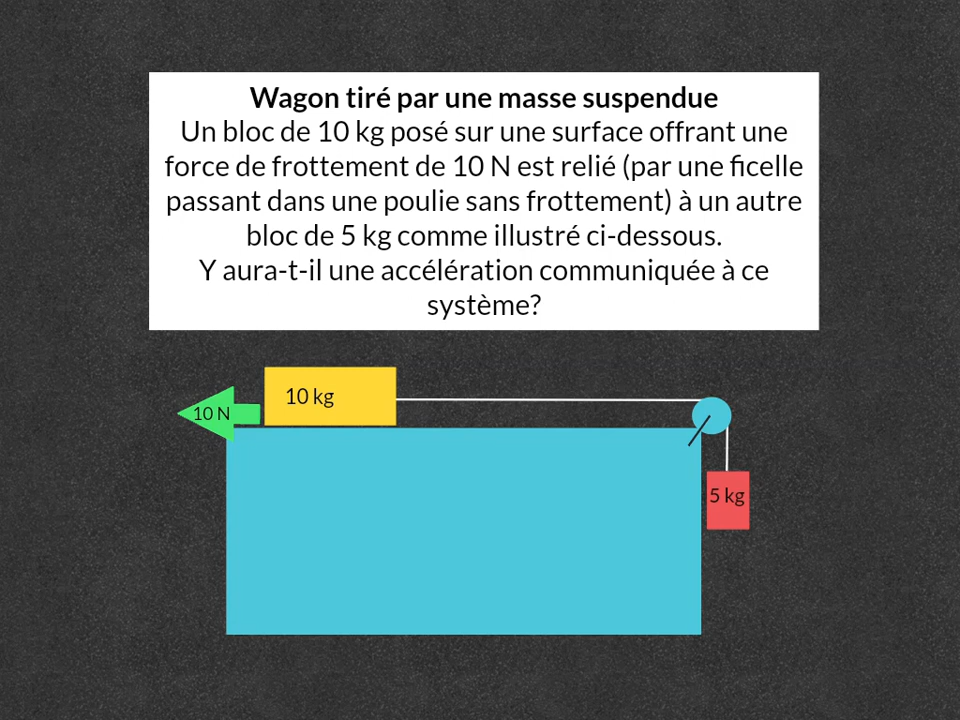 Wagon tiré par une masse suspendue
Un bloc de 10 kg posé sur une surface offrant une
force de frottement de 10 N est relié (par une ficelle
passant dans une poulie sans frottement) à un autre
bloc de 5 kg comme illustré ci-dessous.
Y aura-t-il une accélération communiquée à ce
système?
10 kg
10 N
5 kg